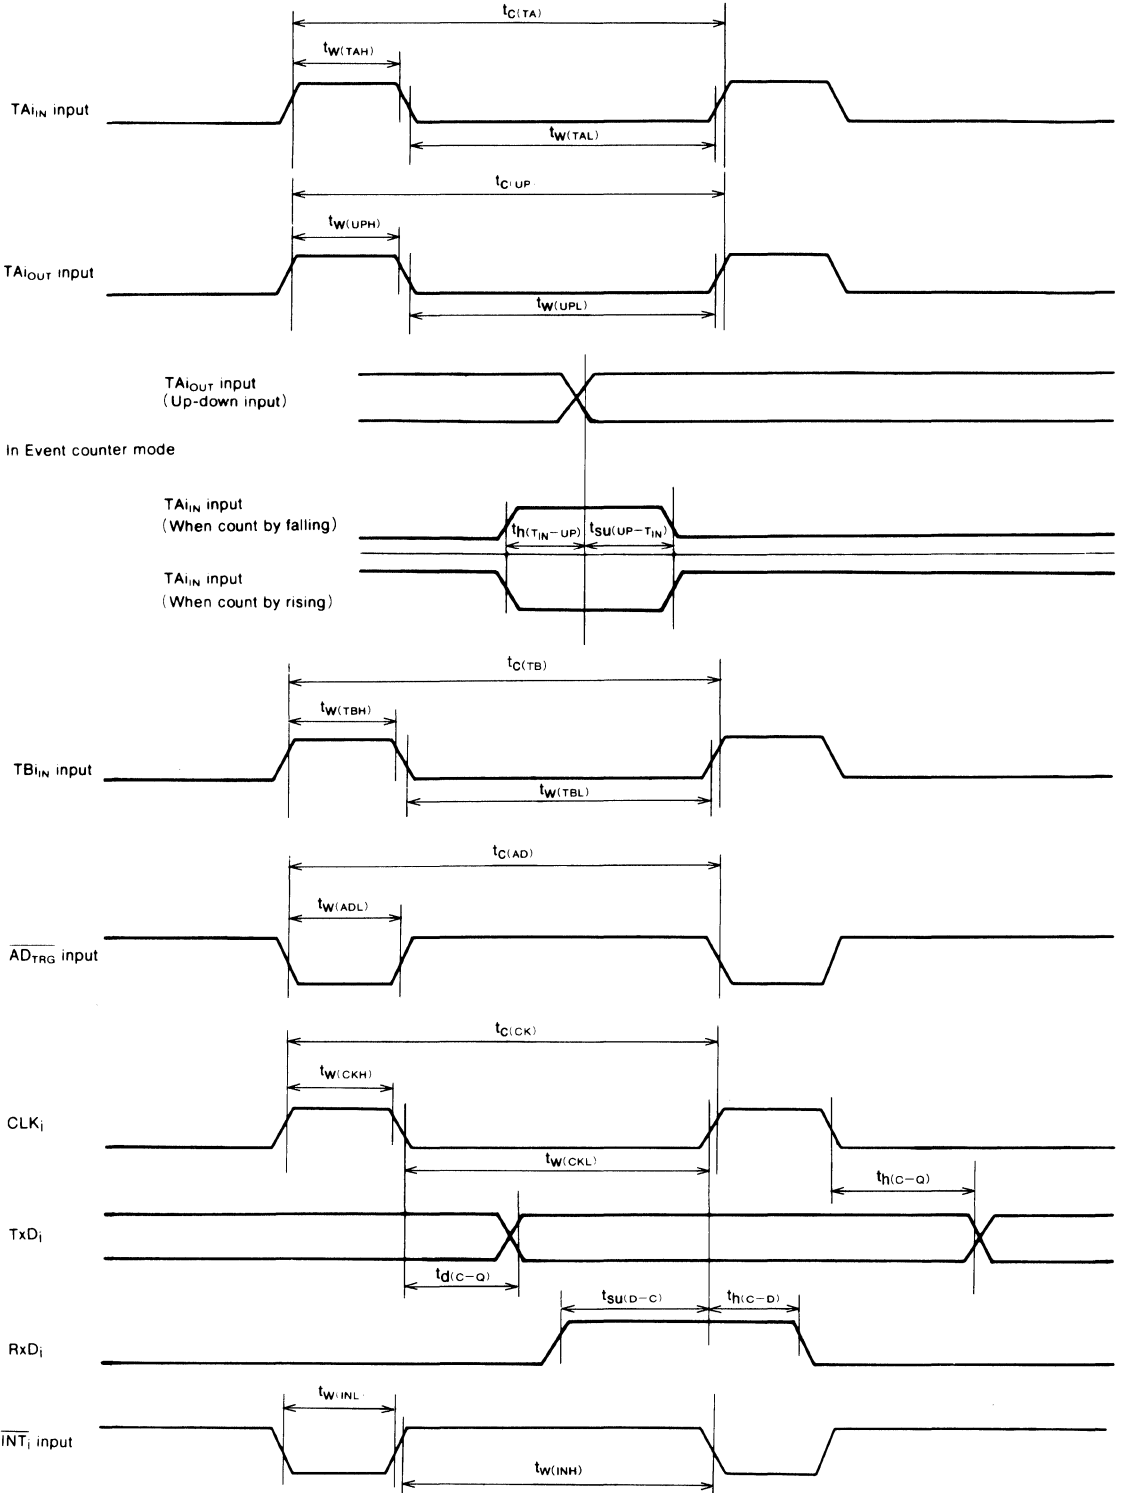 tC(TA)
tW(TAH)
TAiIN input
tW(TAL)
tC(UP
tW(UPH)
TAiOUT input
tW(UPL)
TAiOUT input
(Up-down input)
In Event counter mode
TAiIN input
(When count by falling)
th(TIN−UP)
tsu(UP−TIN)
TAiIN input
(When count by rising)
tC(TB)
tW(TBH)
TBiIN input
tW(TBL)
tC(AD)
tW(ADL)
ADTRG input
tC(CK)
tW(CKH)
CLKi
tW(CKL)
th(C−Q)
TxDi
td(C−Q)
tsu(D−C)
th(C−D)
RxDi
tW(INL
INTi input
tW(INH)